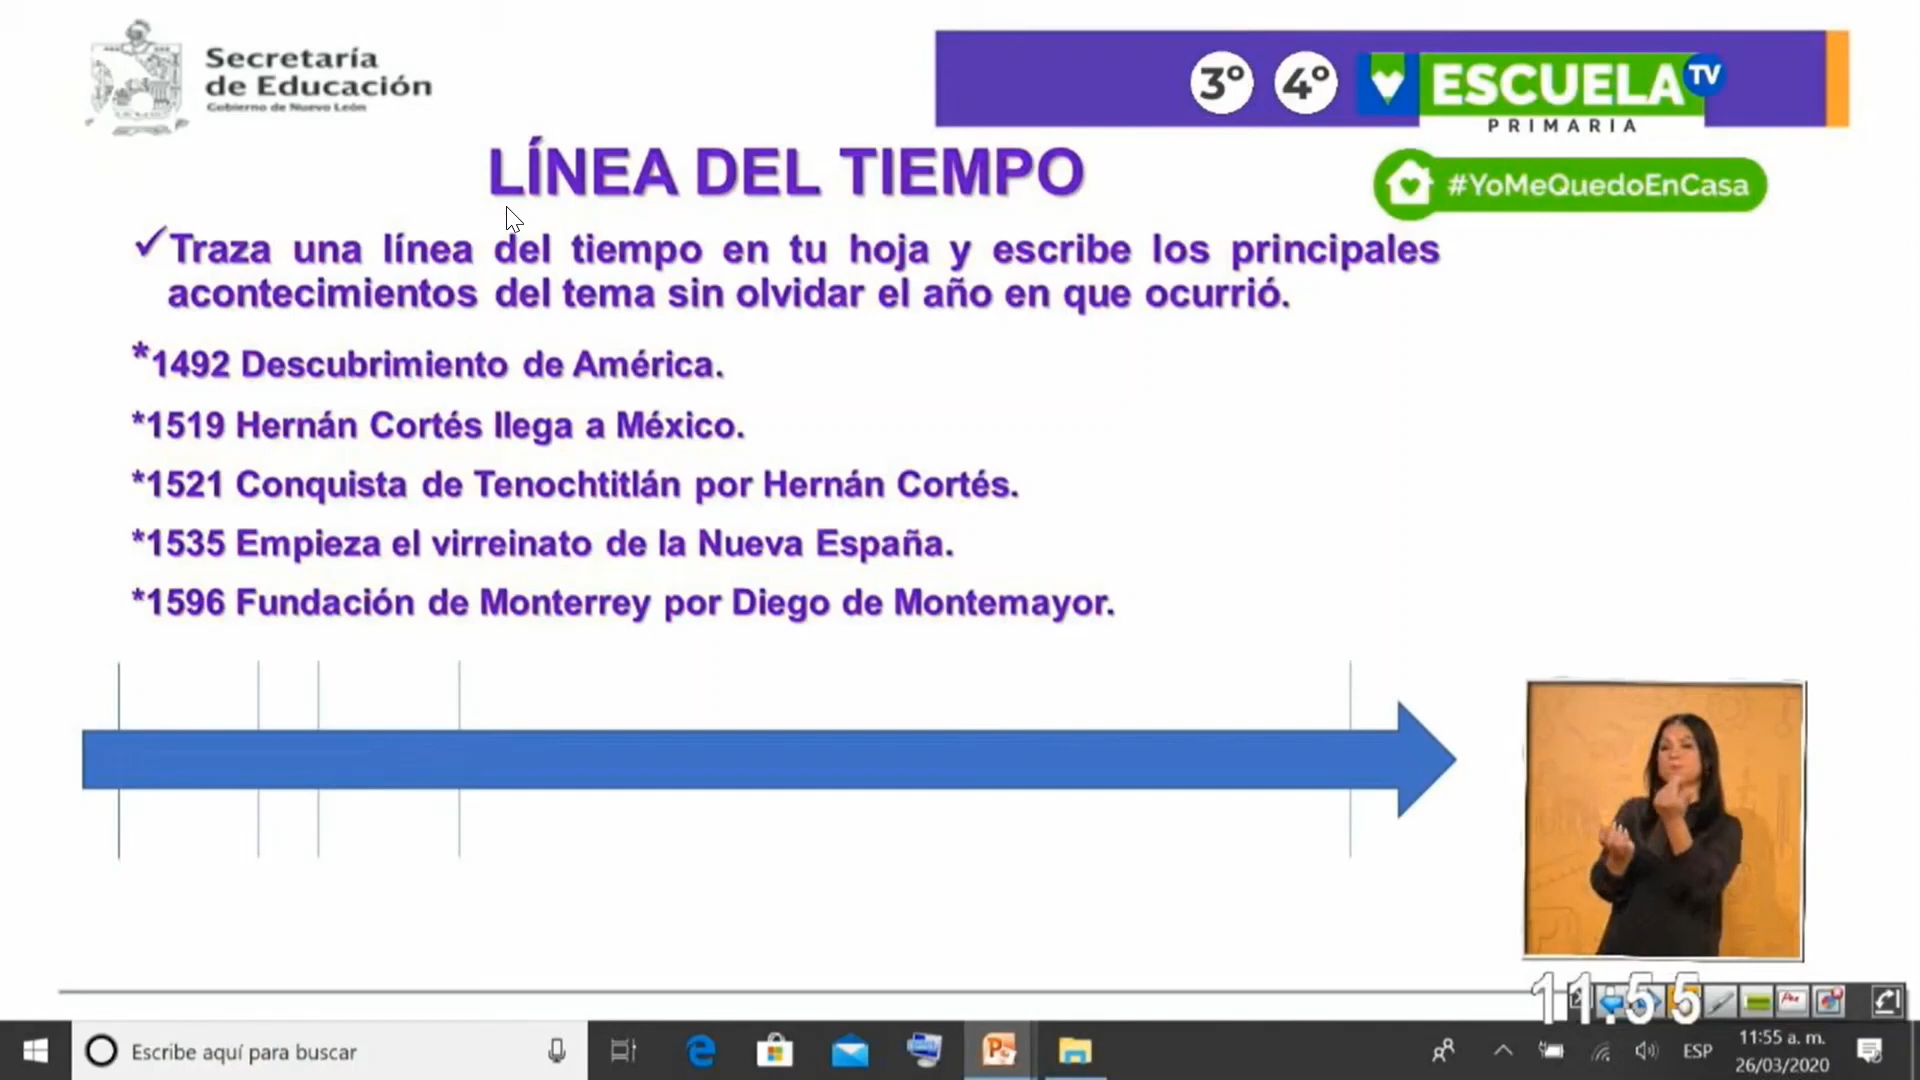 Secretaría
de Educación
Gobierno de Nuevo León
3º 4º ESCUELA TV
PRIMARIA
LÍNEA DEL TIEMPO
#YoMeQuedoEnCasa
✓Traza una línea del tiempo en tu hoja y escribe los principales
acontecimientos del tema sin olvidar el año en que ocurrió.
*1492 Descubrimiento de América.
*1519 Hernán Cortés llega a México.
*1521 Conquista de Tenochtitlán por Hernán Cortés.
*1535 Empieza el virreinato de la Nueva España.
*1596 Fundación de Monterrey por Diego de Montemayor.
11:55
Escribe aquí para buscar
ESP
11:55 a. m.
26/03/2020